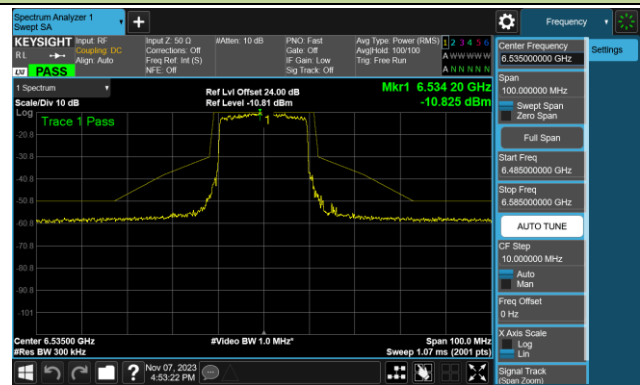 Spectrum Analyzer 1
Swept SA
+
Frequency
KEYSIGHT
Input: RF
Input Z: 50 Ω
#Atten: 10 dB
PNO: Fast
Avg Type: Power (RMS)
1 2 3 4 5 6
RL
Coupling: DC
Corrections: Off
Gate: Off
Avg|Hold: 100/100
A W W W W W
Align: Auto
Freq Ref: Int (S)
IF Gain: Low
Trig: Free Run
LXI
PASS
NFE: Off
Sig Track: Off
A N N N N N
1 Spectrum
Ref Lvl Offset 24.00 dB
Mkr1 6.534 20 GHz
Scale/Div 10 dB
Ref Level -10.81 dBm
-10.825 dBm
Log
Trace 1 Pass
1
-20.8
-30.8
-40.8
-50.8
-60.8
-70.8
-80.8
-90.8
-101
Center 6.53500 GHz
#Video BW 1.0 MHz*
Span 100.0 MHz
#Res BW 300 kHz
Sweep 1.07 ms (2001 pts)
?
Nov 07, 2023
4:53:22 PM
Center Frequency
6.535000000 GHz
Settings
Span
100.000000 MHz
Swept Span
Zero Span
Full Span
Start Freq
6.485000000 GHz
Stop Freq
6.585000000 GHz
AUTO TUNE
CF Step
10.000000 MHz
Auto
Man
Freq Offset
0 Hz
X Axis Scale
Log
Lin
Signal Track
(Span Zoom)